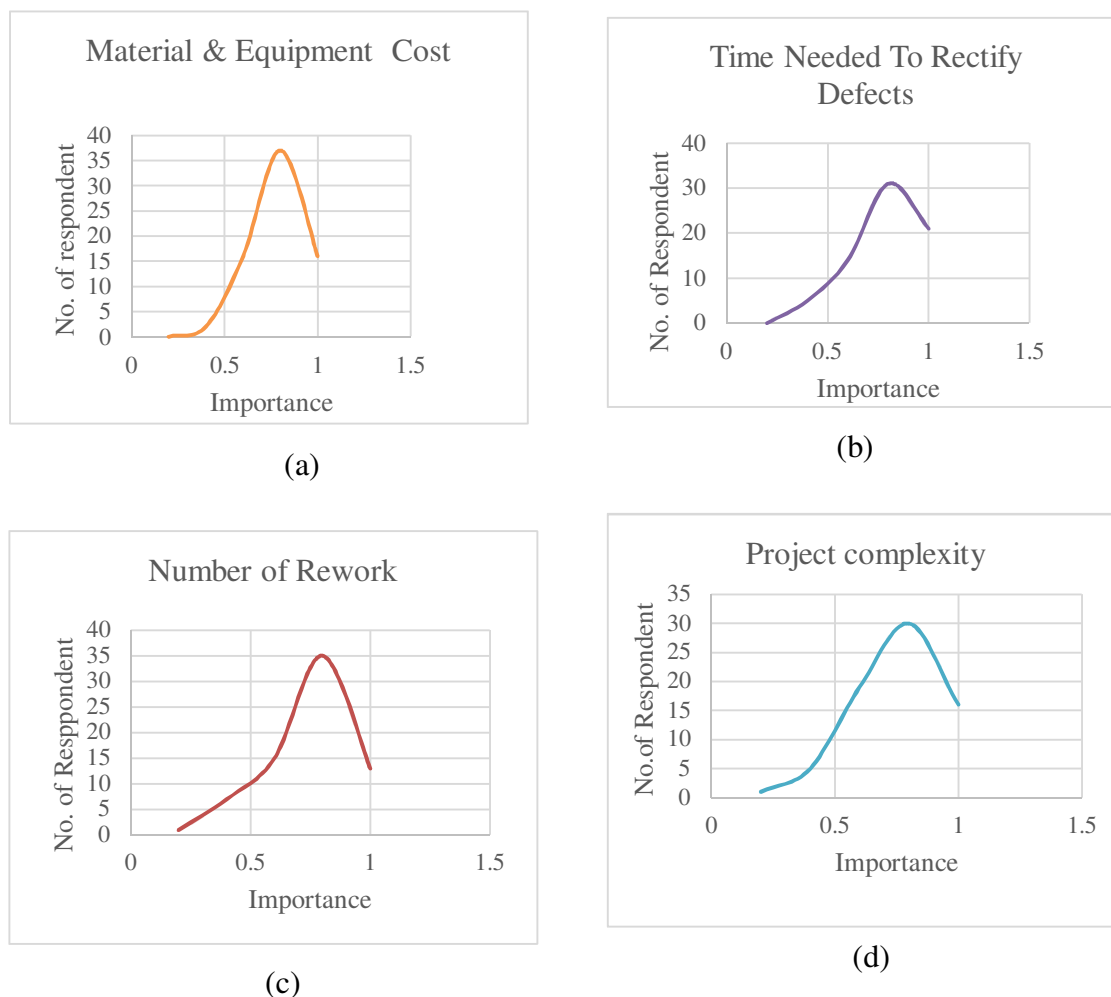 Material & Equipment Cost
No. of respondent
40
35
30
25
20
15
10
5
0
0 0.5 1 1.5
Importance
(a)
Time Needed To Rectify
Defects
No. of Respondent
40
30
20
10
0
0 0.5 1 1.5
Importance
(b)
Number of Rework
No. of Resppondent
40
35
30
25
20
15
10
5
0
0 0.5 1 1.5
Importance
(c)
Project complexity
No.of Respondent
35
30
25
20
15
10
5
0
0 0.5 1 1.5
Importance
(d)